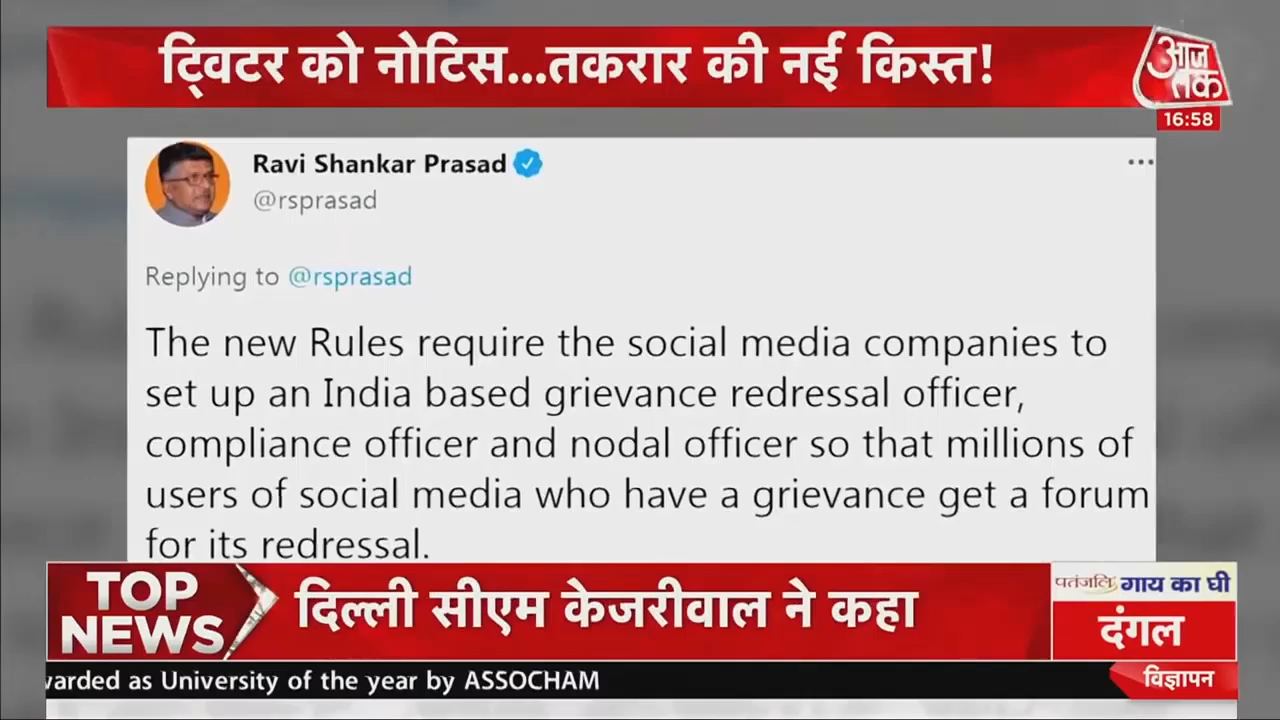 ट्विटर को नोटिस...तकरार की नई किस्त!
आज
तक
16:58
Ravi Shankar Prasad
@rsprasad
Replying to @rsprasad
The new Rules require the social media companies to
set up an India based grievance redressal officer,
compliance officer and nodal officer so that millions of
users of social media who have a grievance get a forum
for its redressal.
TOP
NEWS
दिल्ली सीएम केजरीवाल ने कहा
पतंजलि गाय का घी
दंगल
warded as University of the year by ASSOCHAM
विज्ञापन